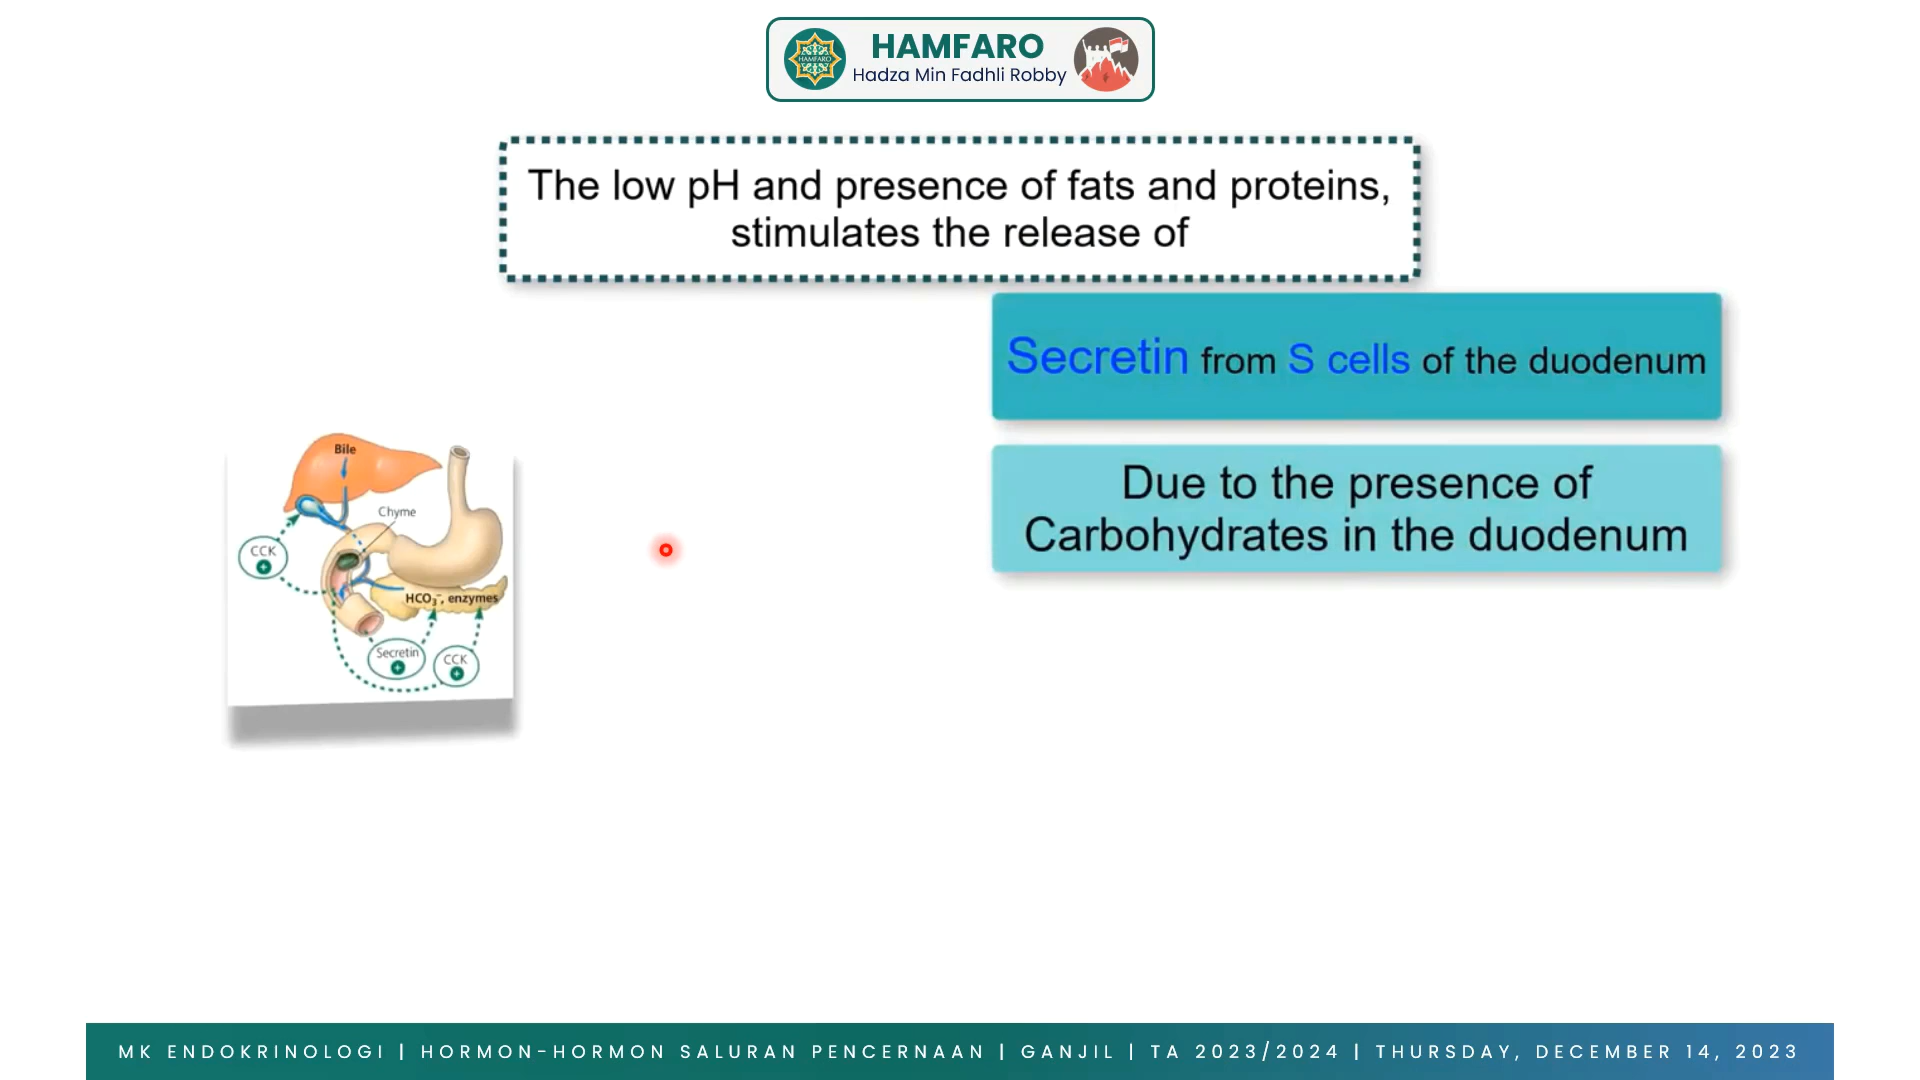 HAMFARO
HAMFARO
Hadza Min Fadhli Robby
The low pH and presence of fats and proteins,
stimulates the release of
Secretin from S cells of the duodenum
Due to the presence of
Carbohydrates in the duodenum
Bile
Chyme
CCK
+
HCO3-, enzymes
Secretin
+
CCK
+
MK ENDOKRINOLOGI | HORMON-HORMON SALURAN PENCERNAAN | GANJIL | TA 2023/2024 | THURSDAY, DECEMBER 14, 2023